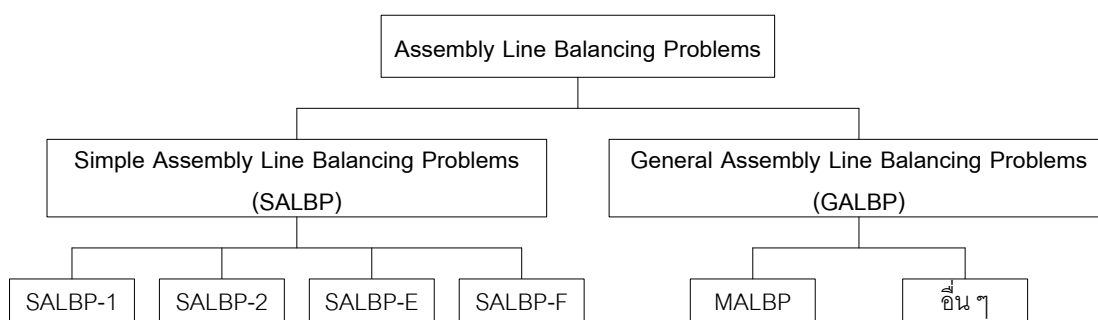 Assembly Line Balancing Problems
Simple Assembly Line Balancing Problems
(SALBP)
General Assembly Line Balancing Problems
(GALBP)
SALBP-1
SALBP-2
SALBP-E
SALBP-F
MALBP
อื่น ๆ